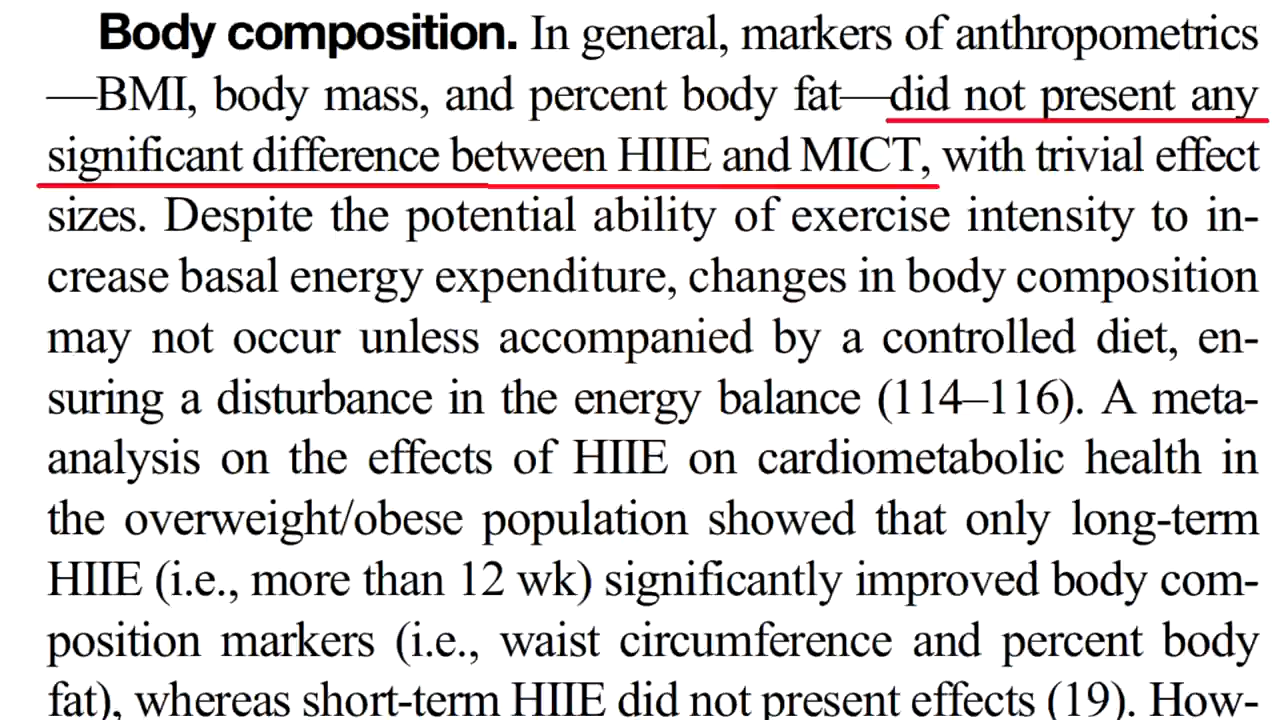 Body composition. In general, markers of anthropometrics
—BMI, body mass, and percent body fat—did not present any
significant difference between HIIE and MICT, with trivial effect
sizes. Despite the potential ability of exercise intensity to in-
crease basal energy expenditure, changes in body composition
may not occur unless accompanied by a controlled diet, en-
suring a disturbance in the energy balance (114–116). A meta-
analysis on the effects of HIIE on cardiometabolic health in
the overweight/obese population showed that only long-term
HIIE (i.e., more than 12 wk) significantly improved body com-
position markers (i.e., waist circumference and percent body
fat), whereas short-term HIIE did not present effects (19). How-